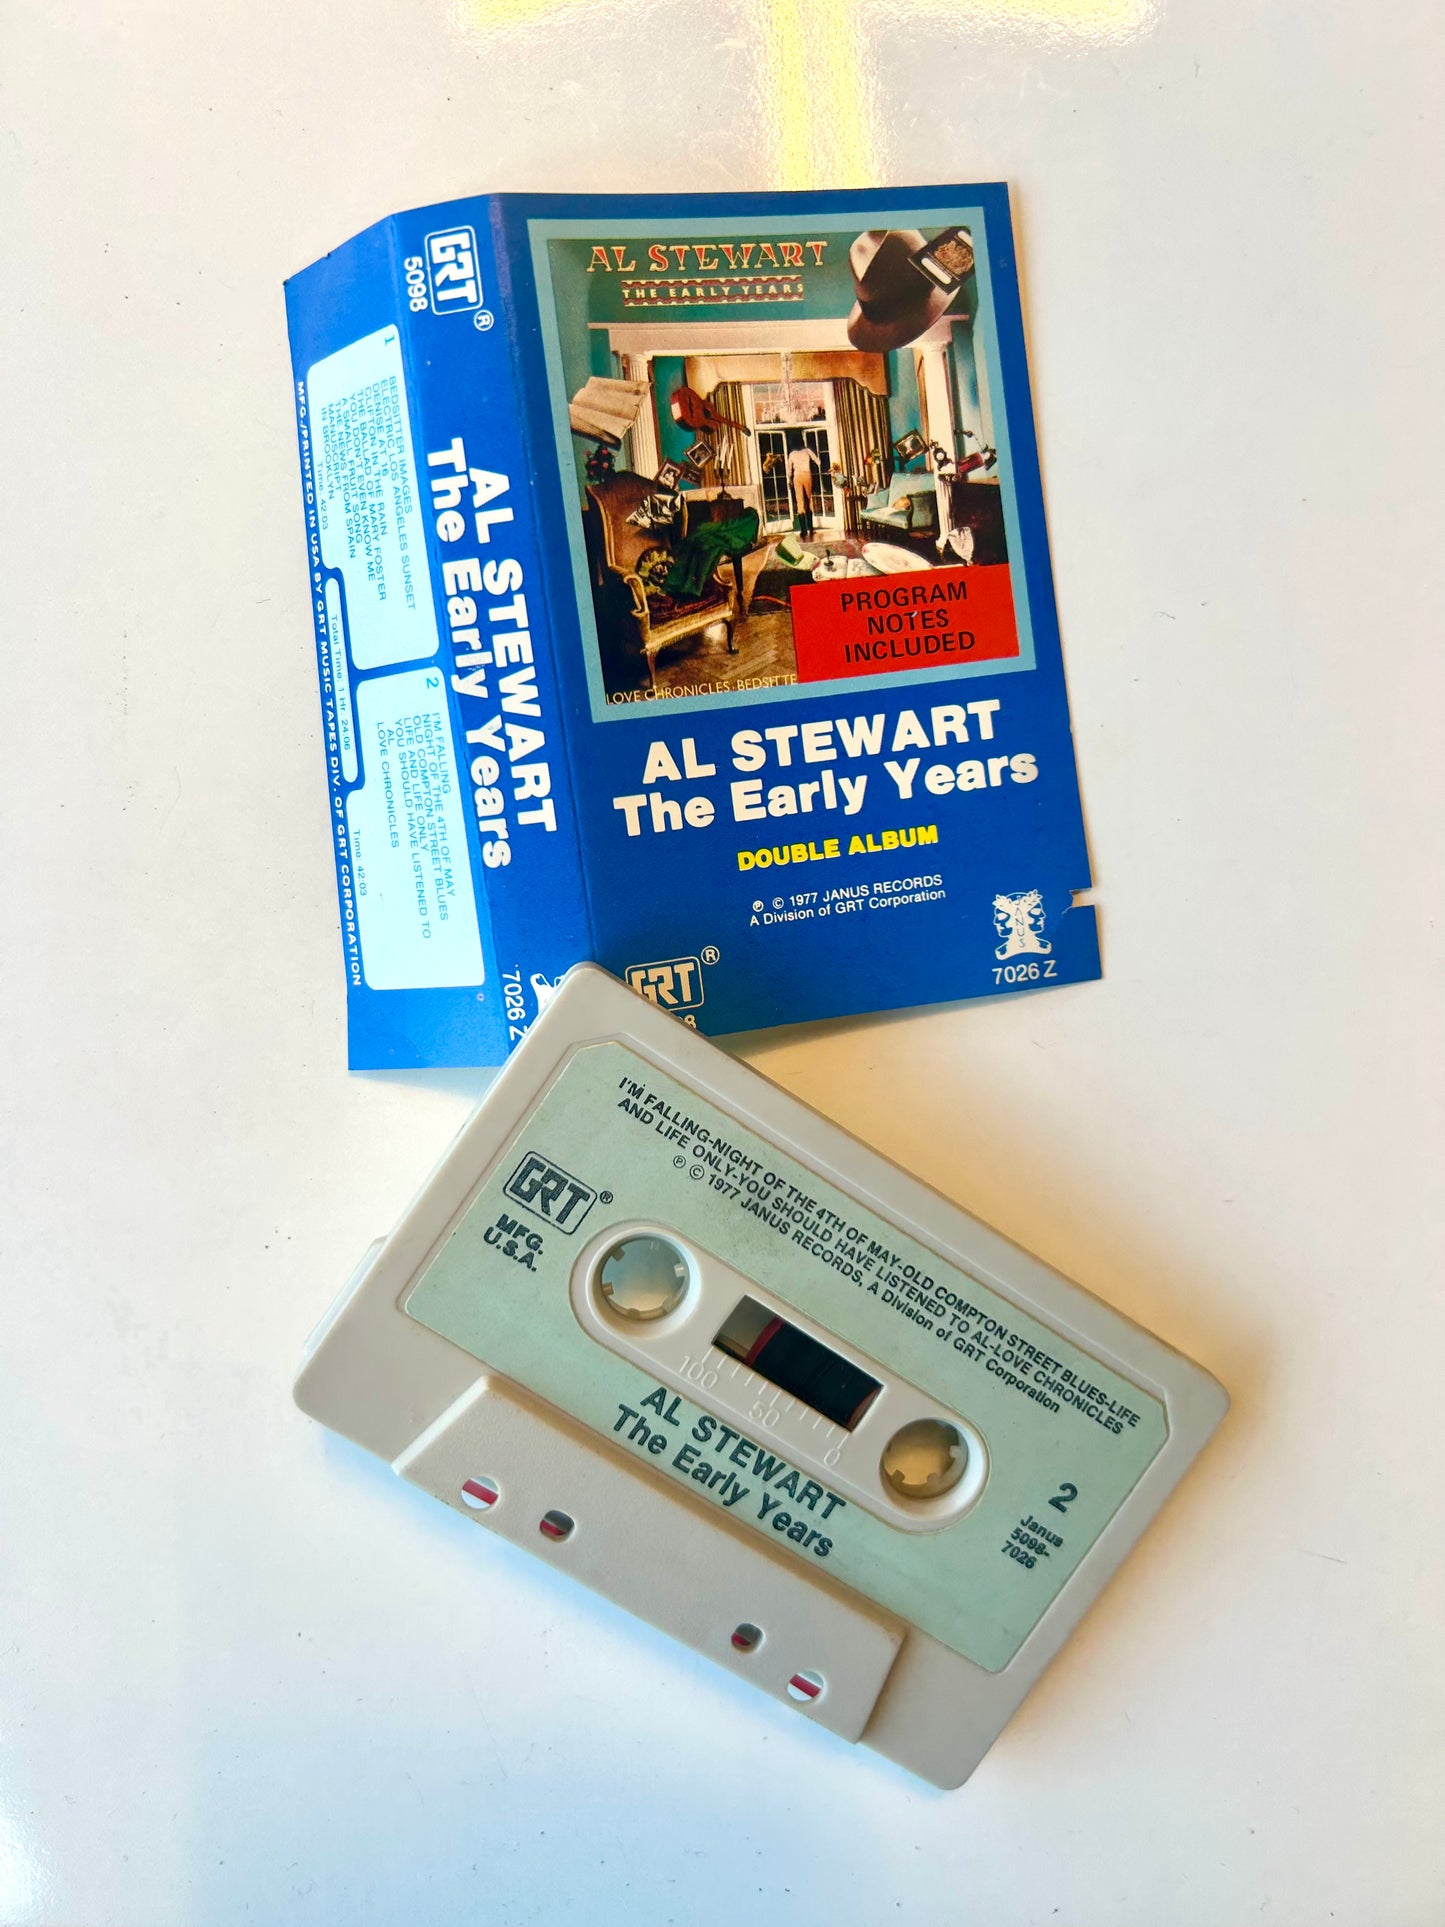 GRT®
5098
1
BEDSITTER IMAGES
ELECTRIC LOS ANGELES SUNSET
DENISE AT 16
CLIFTON IN THE RAIN
THE BALLAD OF MARY FOSTER
YOU DON'T EVEN KNOW ME
A SMALL FRUIT SONG
THE NEWS FROM SPAIN
MANUSCRIPT
IN BROOKLYN
Time: 42:03
Total Time: 1 Hr. 24:06
2
I'M FALLING
NIGHT OF THE 4TH OF MAY
OLD COMPTON STREET BLUES
LIFE AND LIFE ONLY
YOU SHOULD HAVE LISTENED TO
AL
LOVE CHRONICLES
Time: 42:03
MFG./PRINTED IN USA BY GRT MUSIC TAPES DIV. OF GRT CORPORATION
AL STEWART
The Early Years
7026 Z
AL STEWART
THE EARLY YEARS
PROGRAM
NOTES
INCLUDED
LOVE CHRONICLES. BEDSITTE
AL STEWART
The Early Years
DOUBLE ALBUM
℗ © 1977 JANUS RECORDS
A Division of GRT Corporation
GRT®
8
JANUS
7026 Z
I'M FALLING-NIGHT OF THE 4TH OF MAY-OLD COMPTON STREET BLUES-LIFE
AND LIFE ONLY-YOU SHOULD HAVE LISTENED TO AL-LOVE CHRONICLES
℗ © 1977 JANUS RECORDS, A Division of GRT Corporation
GRT®
MFG.
U.S.A.
100 50 0
AL STEWART
The Early Years
2
Janus
5098-
7026